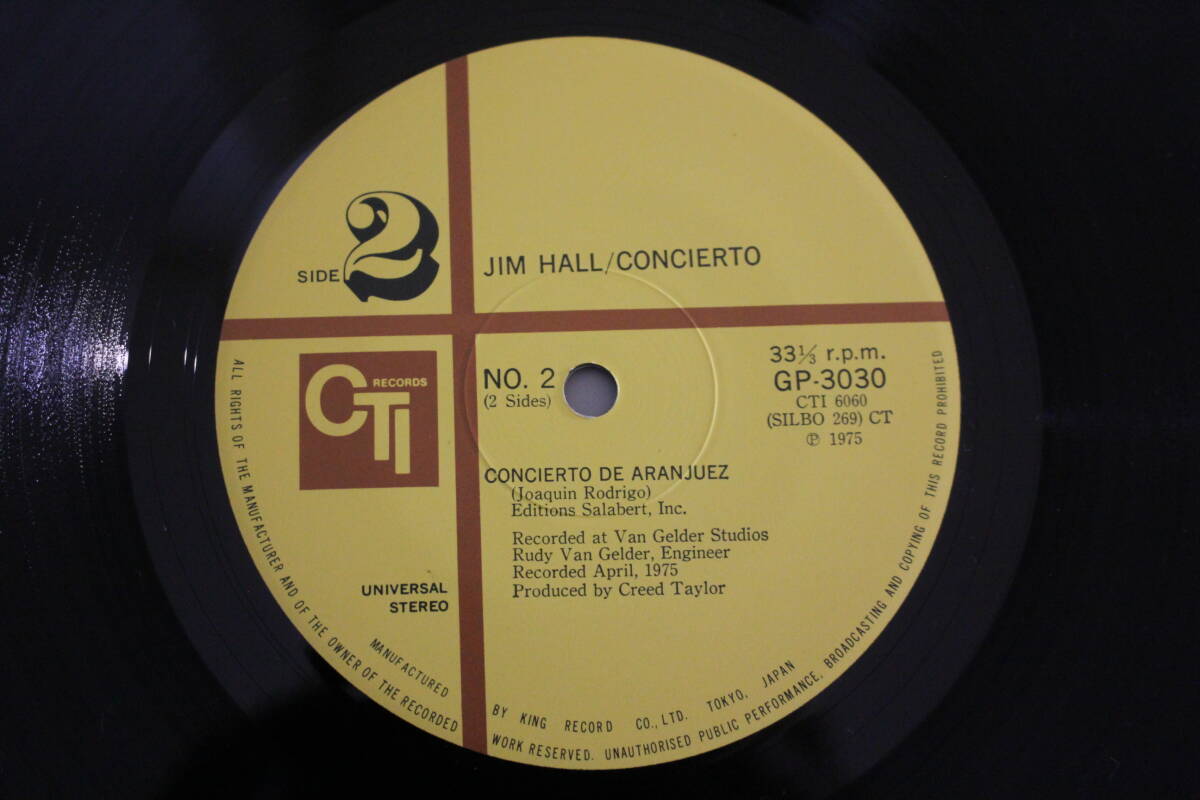 SIDE 2
JIM HALL/CONCIERTO
CTI RECORDS
NO. 2
(2 Sides)
33⅓ r.p.m.
GP-3030
CTI 6060
(SILBO 269) CT
℗ 1975
CONCIERTO DE ARANJUEZ
(Joaquin Rodrigo)
Editions Salabert, Inc.
Recorded at Van Gelder Studios
Rudy Van Gelder, Engineer
Recorded April, 1975
Produced by Creed Taylor
UNIVERSAL
STEREO
MANUFACTURED BY KING RECORD CO., LTD. TOKYO, JAPAN
ALL RIGHTS OF THE MANUFACTURER AND OF THE OWNER OF THE RECORDED WORK RESERVED. UNAUTHORISED PUBLIC PERFORMANCE, BROADCASTING AND COPYING OF THIS RECORD PROHIBITED